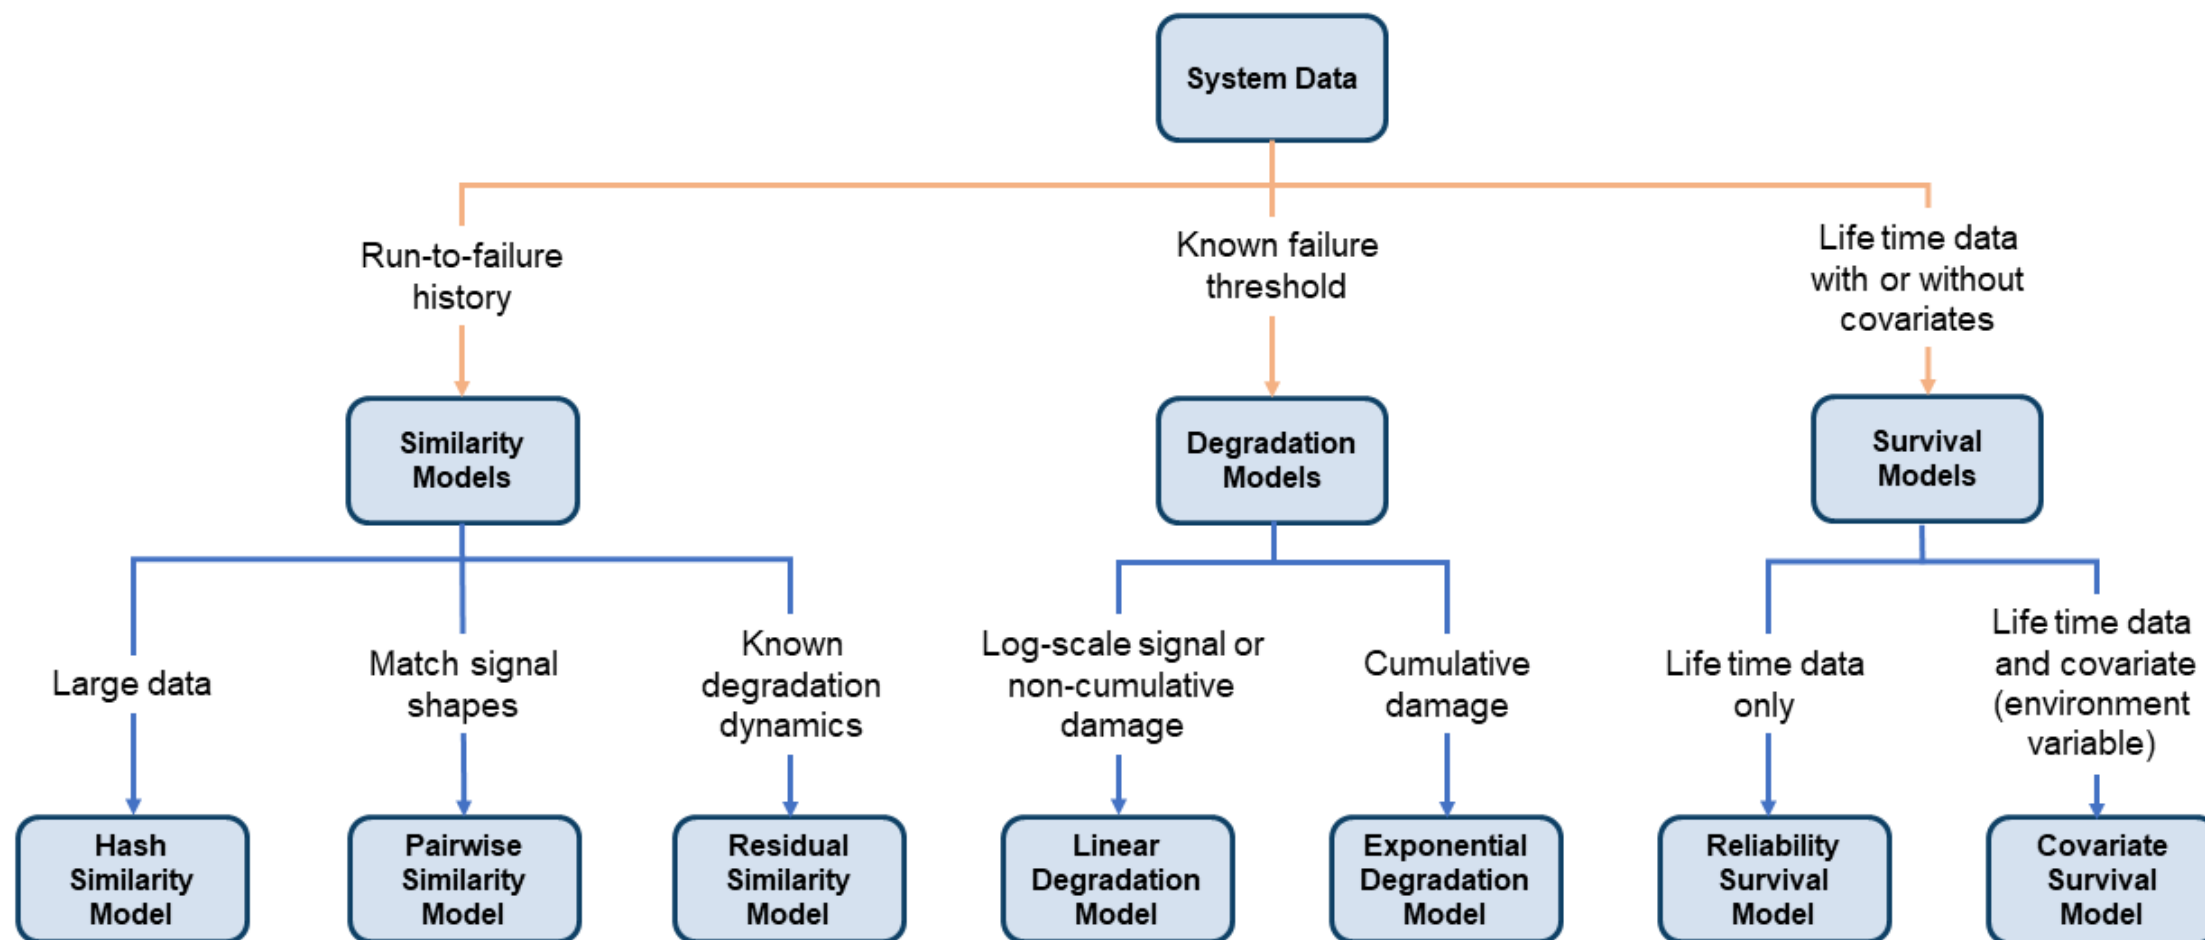 System Data
Run-to-failure
history
Known failure
threshold
Life time data
with or without
covariates
Similarity
Models
Degradation
Models
Survival
Models
Large data
Match signal
shapes
Known
degradation
dynamics
Log-scale signal or
non-cumulative
damage
Cumulative
damage
Life time data
only
Life time data
and covariate
(environment
variable)
Hash
Similarity
Model
Pairwise
Similarity
Model
Residual
Similarity
Model
Linear
Degradation
Model
Exponential
Degradation
Model
Reliability
Survival
Model
Covariate
Survival
Model